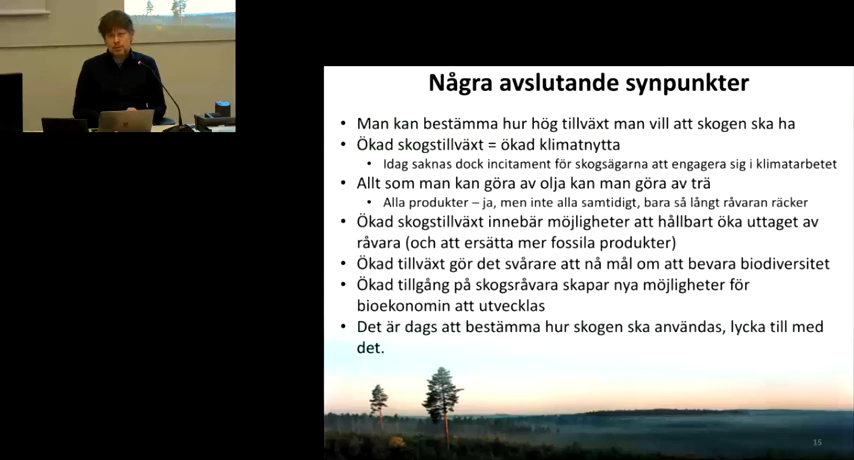 Några avslutande synpunkter
• Man kan bestämma hur hög tillväxt man vill att skogen ska ha
• Ökad skogstillväxt = ökad klimatnytta
• Idag saknas dock incitament för skogsägarna att engagera sig i klimatarbetet
• Allt som man kan göra av olja kan man göra av trä
• Alla produkter – ja, men inte alla samtidigt, bara så långt råvaran räcker
• Ökad skogstillväxt innebär möjligheter att hållbart öka uttaget av
råvara (och att ersätta mer fossila produkter)
• Ökad tillväxt gör det svårare att nå mål om att bevara biodiversitet
• Ökad tillgång på skogsråvara skapar nya möjligheter för
bioekonomin att utvecklas
• Det är dags att bestämma hur skogen ska användas, lycka till med
det.
15